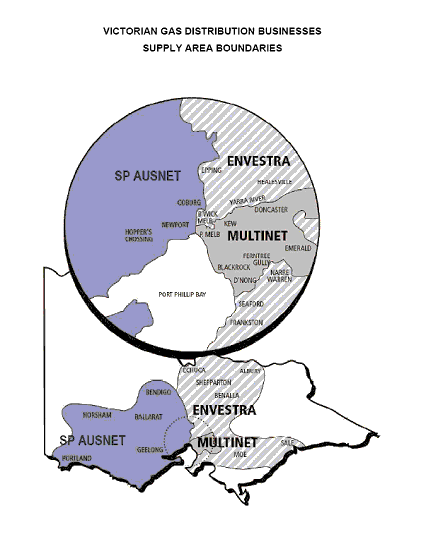 VICTORIAN GAS DISTRIBUTION BUSINESSES
SUPPLY AREA BOUNDARIES
ENVESTRA
EPPING
SP AUSNET
HEALESVILLE
COBURG
YARRA RIVER
DONCASTER
B.WICK
MELB
NEWPORT
KEW
HOPPER'S
CROSSING
P. MELB
MULTINET
EMERALD
FERNTREE
GULLY
BLACKROCK
NARRE
WARREN
D'NONG
PORT PHILLIP BAY
SEAFORD
FRANKSTON
ECHUCA
ALBURY
SHEPPARTON
BENDIGO
BENALLA
HORSHAM
BALLARAT
ENVESTRA
SP AUSNET
MULTINET
SALE
GEELONG
MOE
PORTLAND